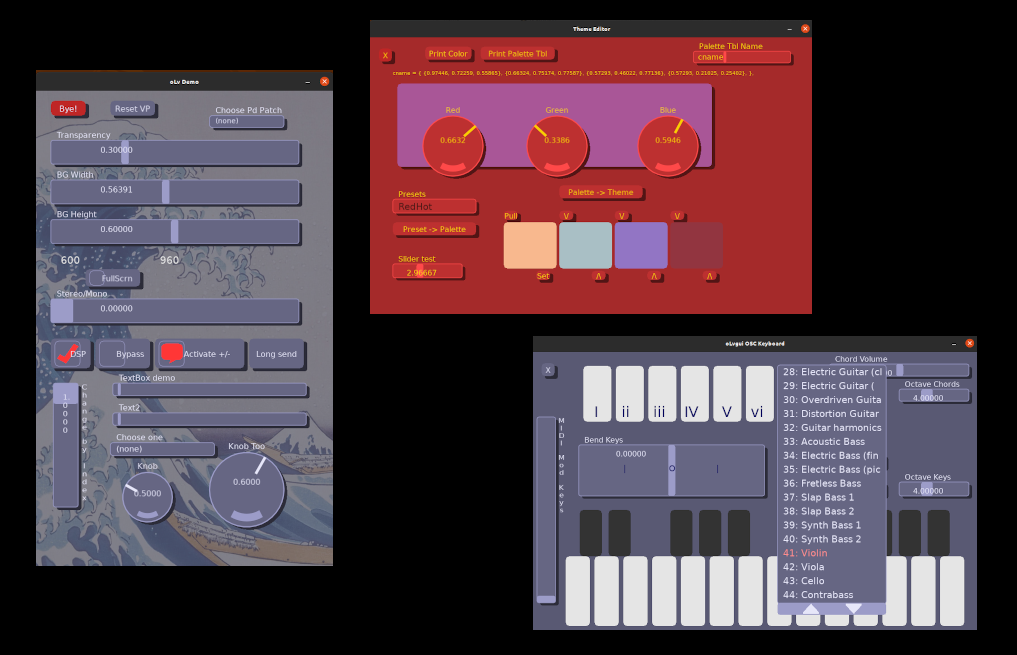 oLv Demo
Bye!
Reset VP
Choose Pd Patch
(none)
Transparency
0.30000
BG Width
0.56391
BG Height
0.60000
600
960
FullScrn
Stereo/Mono
0.00000
DSP
Bypass
Activate +/-
Long send
1.0000
Change by Index
TextBox demo
Text2
Choose one
(none)
Knob
0.5000
Knob Too
0.6000
Theme Editor
X
Print Color
Print Palette Tbl
Palette Tbl Name
cname
cname = { {0.97446, 0.72259, 0.55865}, {0.66324, 0.75174, 0.77587}, {0.57293, 0.46022, 0.77136}, {0.57295, 0.21025, 0.25492}, },
Red
Green
Blue
0.6632
0.3386
0.5946
Presets
RedHot
Palette -> Theme
Preset -> Palette
Pull
V
V
V
Slider test
2.96667
Set
Λ
Λ
Λ
oLvgui OSC Keyboard
X
Chord Volume
I
ii
iii
IV
V
vi
Octave Chords
4.00000
MIDI Mod Keys
Bend Keys
0.00000
I
O
I
Octave Keys
4.00000
28: Electric Guitar (cl
29: Electric Guitar (
30: Overdriven Guita
31: Distortion Guitar
32: Guitar harmonics
33: Acoustic Bass
34: Electric Bass (fin
35: Electric Bass (pic
36: Fretless Bass
37: Slap Bass 1
38: Slap Bass 2
39: Synth Bass 1
40: Synth Bass 2
41: Violin
42: Viola
43: Cello
44: Contrabass